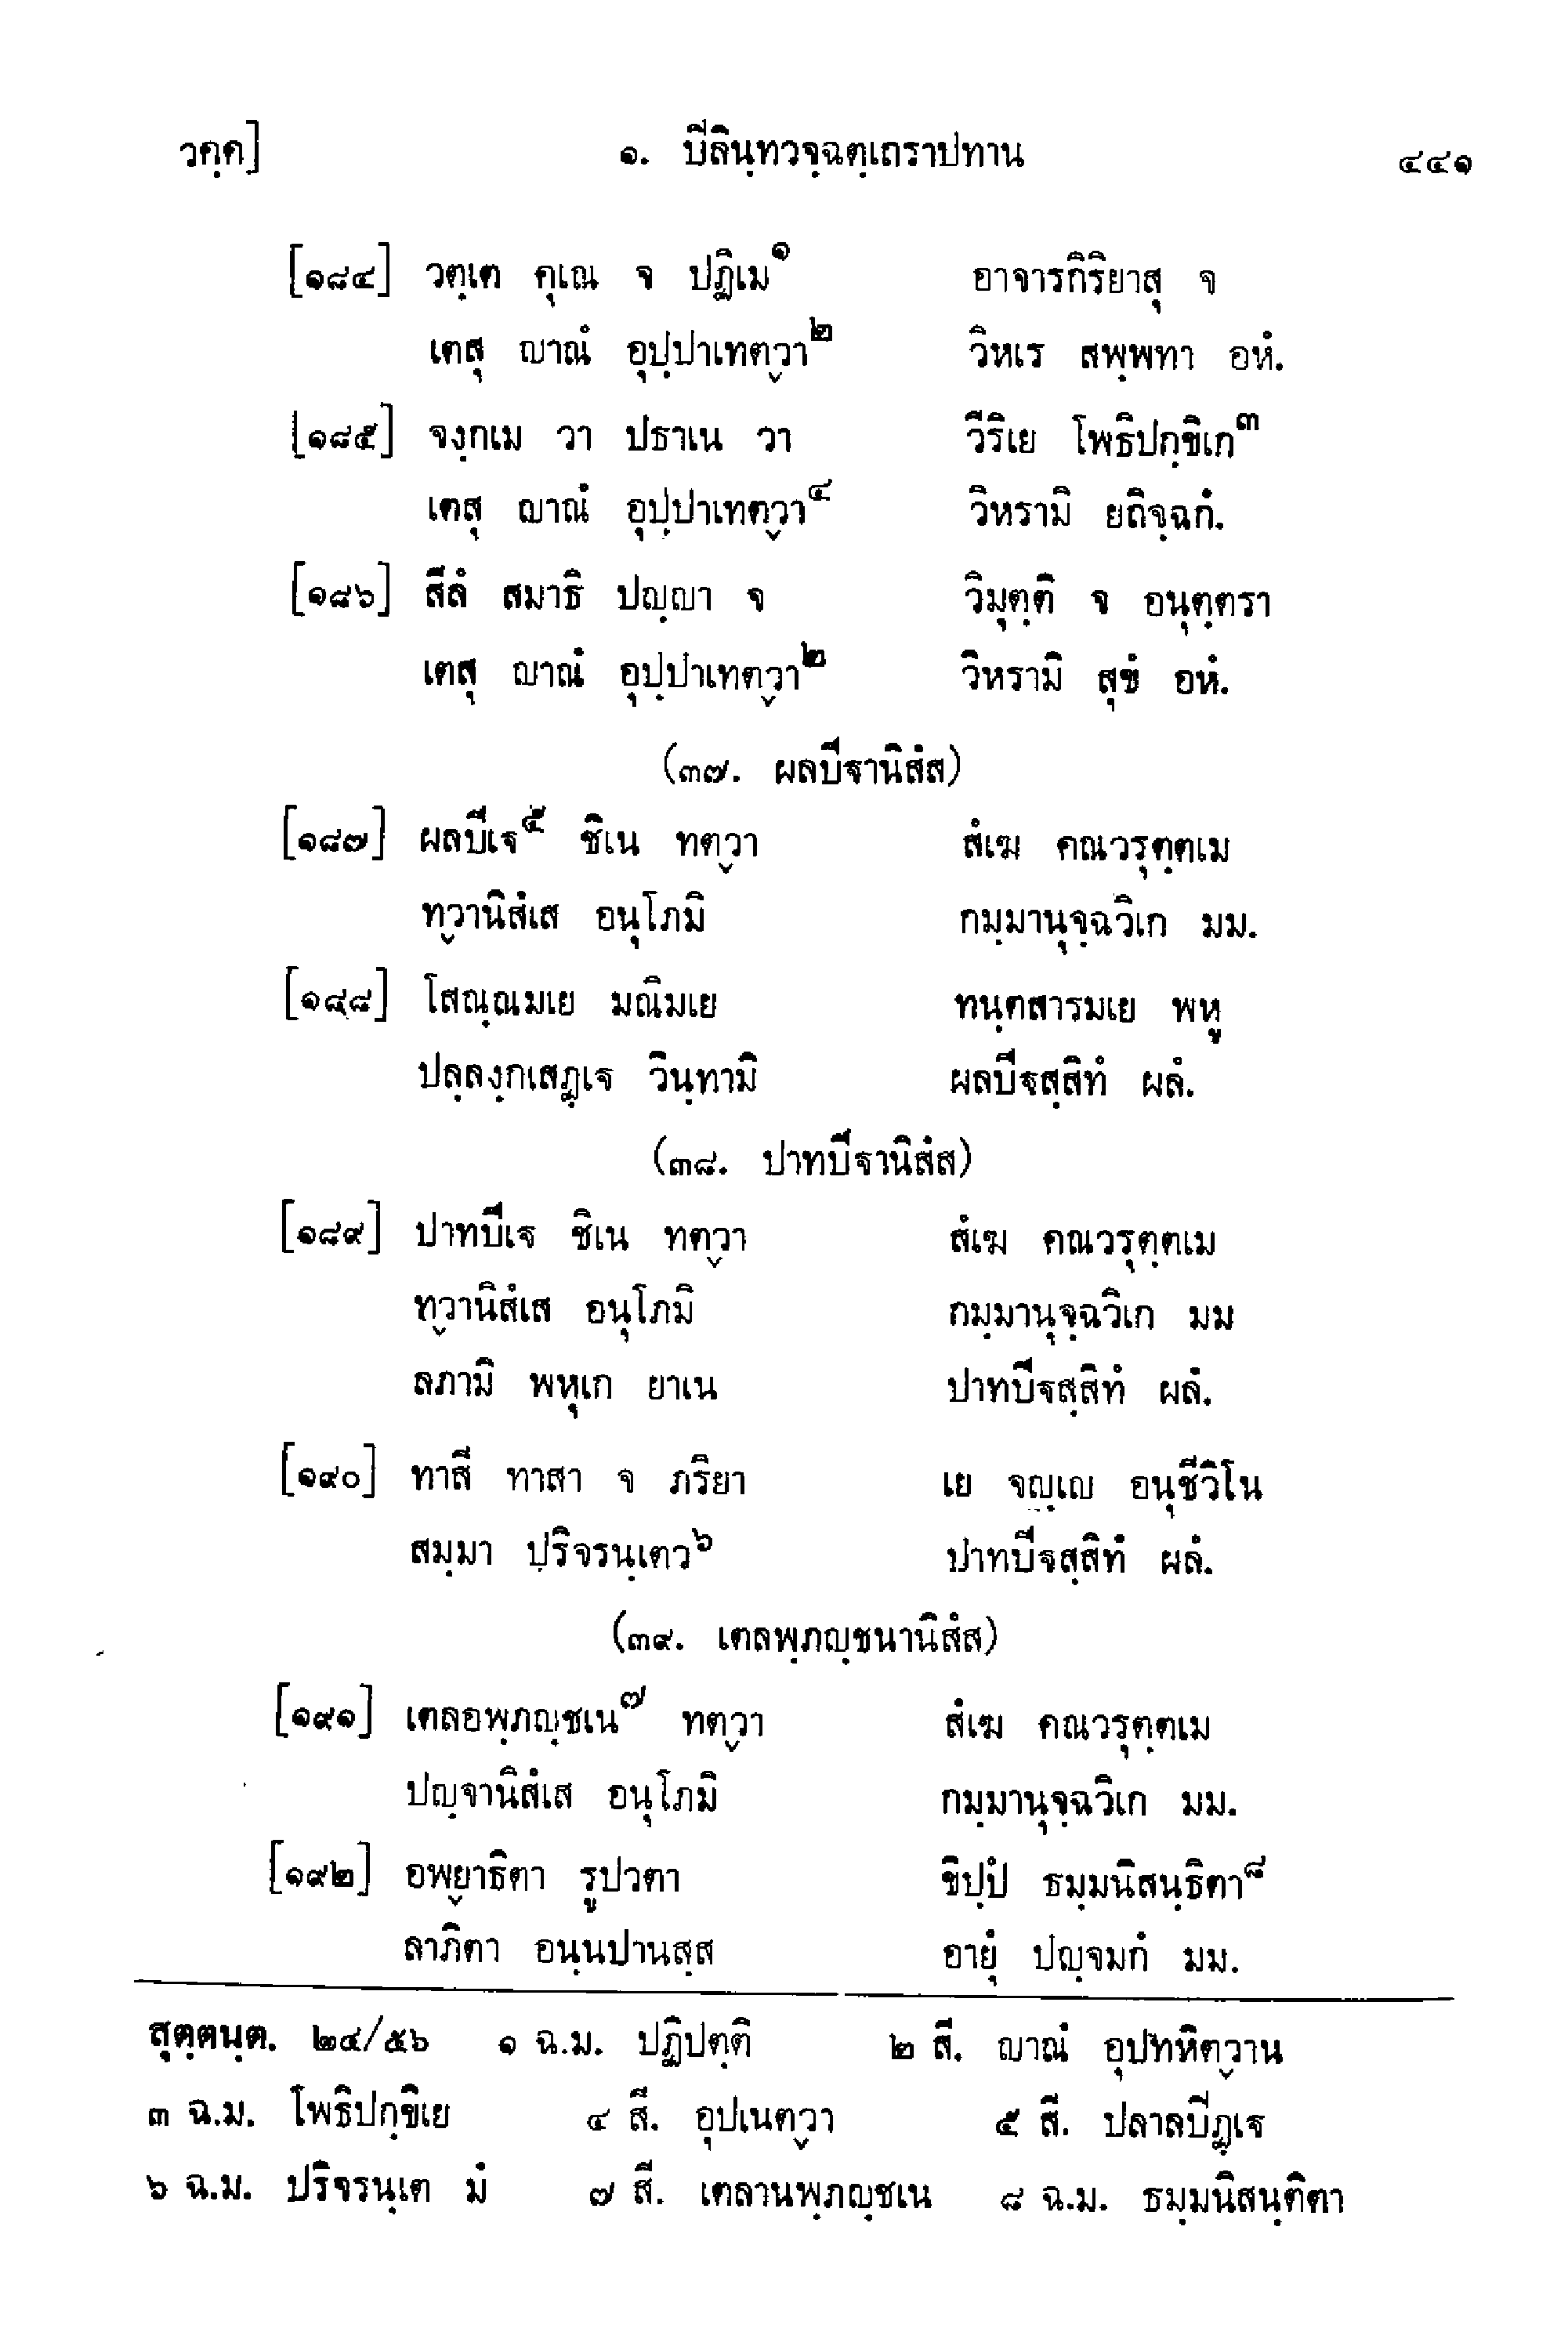 วคฺค] ๑. ปีลินฺทวจฺฉตฺเถราปทาน ๔๔๑
[๑๘๔] วตฺเต คุเณ จ ปฏิเม๑ อาจารกิริยาสุ จ
เตสุ ญาณํ อุปฺปาเทตฺวา๒ วิหเร สพฺพทา อหํ.
[๑๘๕] จงฺกเม วา ปธาเน วา วีริเย โพธิปกฺขิเก๓
เตสุ ญาณํ อุปฺปาเทตฺวา๔ วิหรามิ ยถิจฺฉกํ.
[๑๘๖] สีลํ สมาธิ ปญฺญา จ วิมุตฺติ จ อนุตฺตรา
เตสุ ญาณํ อุปฺปาเทตฺวา๒ วิหรามิ สุขํ อหํ.
(๓๗. ผลปีฐานิสํส)
[๑๘๗] ผลปีเฐ๕ ชิเน ทตฺวา สํเฆ คณวรุตฺตเม
ทฺวานิสํเส อนุโภมิ กมฺมานุจฺฉวิเก มม.
[๑๘๘] โสณฺณมเย มณิมเย ทนฺตสารมเย พหู
ปลฺลงฺกเสฏฺเฐ วินฺทามิ ผลปีฐสฺสิทํ ผลํ.
(๓๘. ปาทปีฐานิสํส)
[๑๘๙] ปาทปีเฐ ชิเน ทตฺวา สํเฆ คณวรุตฺตเม
ทฺวานิสํเส อนุโภมิ กมฺมานุจฺฉวิเก มม
ลภามิ พหุเก ยาเน ปาทปีฐสฺสิทํ ผลํ.
[๑๙๐] ทาสี ทาสา จ ภริยา เย จญฺเญ อนุชีวิโน
สมฺมา ปริจรนฺเตว๖ ปาทปีฐสฺสิทํ ผลํ.
(๓๙. เตลพฺภญฺชนานิสํส)
[๑๙๑] เตลอพฺภญฺชเน๗ ทตฺวา สํเฆ คณวรุตฺตเม
ปญฺจานิสํเส อนุโภมิ กมฺมานุจฺฉวิเก มม.
[๑๙๒] อพฺยาธิตา รูปวตา ขิปฺปํ ธมฺมนิสนฺธิตา๘
ลาภิตา อนฺนปานสฺส อายุํ ปญฺจมกํ มม.
สุตฺตนฺต. ๒๔/๕๖ ๑ ฉ.ม. ปฏิปตฺติ ๒ สี. ญาณํ อุปทหิตฺวาน
๓ ฉ.ม. โพธิปกฺขิเย ๔ สี. อุปเนตฺวา ๕ สี. ปลาลปีฏฺเฐ
๖ ฉ.ม. ปริจรนฺเต มํ ๗ สี. เตลานพฺภญฺชเน ๘ ฉ.ม. ธมฺมนิสนฺติตา